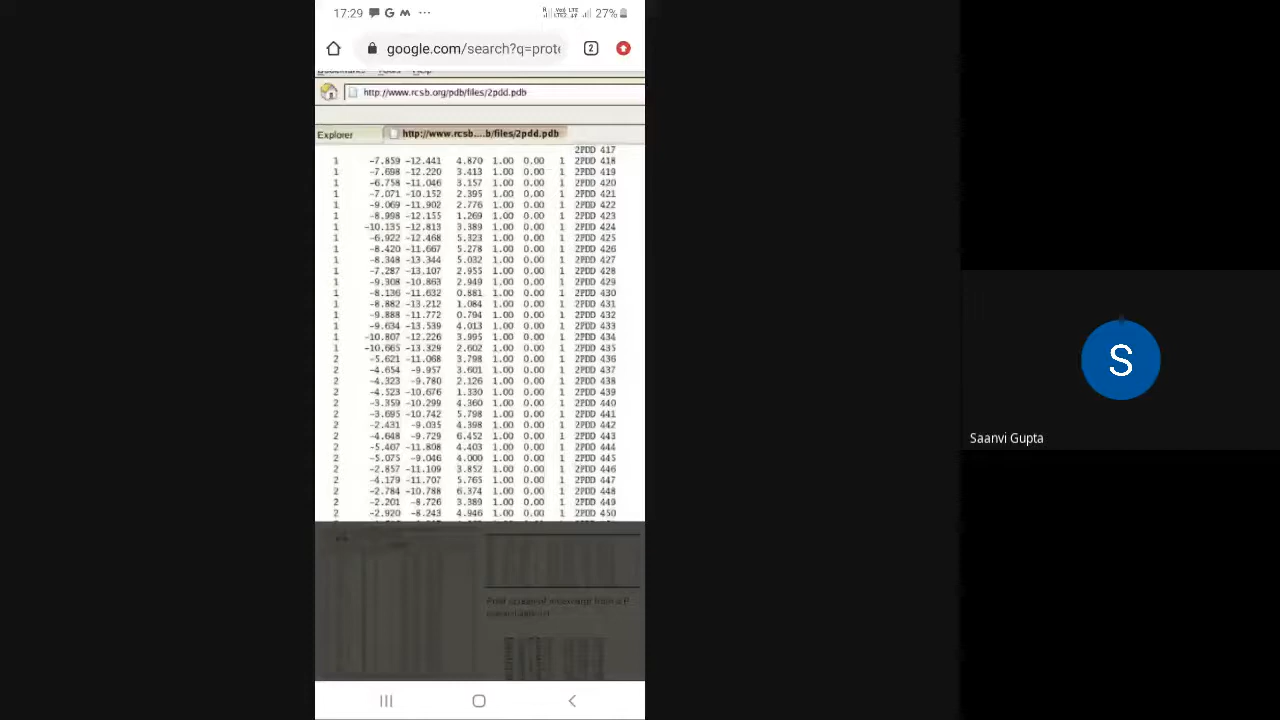 17:29 G ··· LTE2 LTE 27%
google.com/search?q=prote 2
Bookmarks Tools Help
http://www.rcsb.org/pdb/files/2pdd.pdb
Explorer http://www.rcsb....b/files/2pdd.pdb
2PDD 417
1 -7.859 -12.441 4.870 1.00 0.00 1 2PDD 418
1 -7.698 -12.220 3.413 1.00 0.00 1 2PDD 419
1 -6.758 -11.046 3.157 1.00 0.00 1 2PDD 420
1 -7.071 -10.152 2.395 1.00 0.00 1 2PDD 421
1 -9.069 -11.902 2.776 1.00 0.00 1 2PDD 422
1 -8.998 -12.155 1.269 1.00 0.00 1 2PDD 423
1 -10.135 -12.813 3.389 1.00 0.00 1 2PDD 424
1 -6.922 -12.468 5.323 1.00 0.00 1 2PDD 425
1 -8.420 -11.667 5.278 1.00 0.00 1 2PDD 426
1 -8.348 -13.344 5.032 1.00 0.00 1 2PDD 427
1 -7.287 -13.107 2.955 1.00 0.00 1 2PDD 428
1 -9.308 -10.863 2.949 1.00 0.00 1 2PDD 429
1 -8.136 -11.632 0.881 1.00 0.00 1 2PDD 430
1 -8.882 -13.212 1.084 1.00 0.00 1 2PDD 431
1 -9.888 -11.772 0.794 1.00 0.00 1 2PDD 432
1 -9.634 -13.539 4.013 1.00 0.00 1 2PDD 433
1 -10.807 -12.226 3.995 1.00 0.00 1 2PDD 434
1 -10.665 -13.329 2.602 1.00 0.00 1 2PDD 435
2 -5.621 -11.068 3.798 1.00 0.00 1 2PDD 436
2 -4.654 -9.957 3.601 1.00 0.00 1 2PDD 437
2 -4.323 -9.780 2.126 1.00 0.00 1 2PDD 438
2 -4.523 -10.676 1.330 1.00 0.00 1 2PDD 439
2 -3.359 -10.299 4.360 1.00 0.00 1 2PDD 440
2 -3.695 -10.742 5.798 1.00 0.00 1 2PDD 441
2 -2.431 -9.035 4.398 1.00 0.00 1 2PDD 442
2 -4.648 -9.729 6.452 1.00 0.00 1 2PDD 443
2 -5.407 -11.808 4.403 1.00 0.00 1 2PDD 444
2 -5.075 -9.046 4.000 1.00 0.00 1 2PDD 445
2 -2.857 -11.109 3.852 1.00 0.00 1 2PDD 446
2 -4.179 -11.707 5.765 1.00 0.00 1 2PDD 447
2 -2.784 -10.788 6.374 1.00 0.00 1 2PDD 448
2 -2.201 -8.726 3.389 1.00 0.00 1 2PDD 449
2 -2.920 -8.243 4.946 1.00 0.00 1 2PDD 450
S
Saanvi Gupta